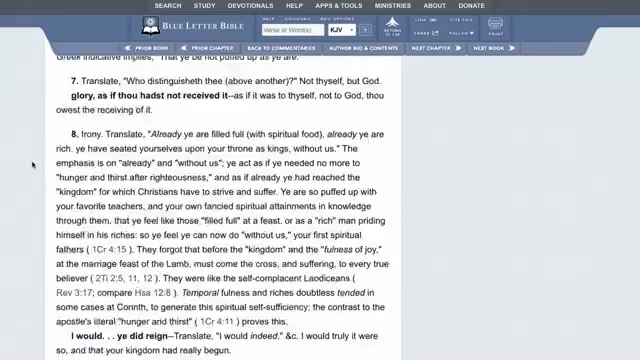 SEARCH STUDY DEVOTIONALS HELP APPS & TOOLS MINISTRIES ABOUT DONATE
BLUE LETTER BIBLE
HELP
Verse or Word(s) KJV
RETURN TO TOP
LINK
CITE THIS
SHARE
FOLLOW
PRINT
PRIOR BOOK PRIOR CHAPTER BACK TO COMMENTARIES AUTHOR BIO & CONTENTS NEXT CHAPTER NEXT BOOK
Greek indicative implies, "That ye be not puffed up as ye are."
7. Translate, "Who distinguisheth thee (above another)?" Not thyself, but God.
glory, as if thou hadst not received it--as if it was to thyself, not to God, thou
owest the receiving of it.
8. Irony. Translate, "Already ye are filled full (with spiritual food), already ye are
rich, ye have seated yourselves upon your throne as kings, without us." The
emphasis is on "already" and "without us"; ye act as if ye needed no more to
"hunger and thirst after righteousness," and as if already ye had reached the
"kingdom" for which Christians have to strive and suffer. Ye are so puffed up with
your favorite teachers, and your own fancied spiritual attainments in knowledge
through them, that ye feel like those "filled full" at a feast, or as a "rich" man priding
himself in his riches: so ye feel ye can now do "without us," your first spiritual
fathers ( 1Cr 4:15 ). They forgot that before the "kingdom" and the "fulness of joy,"
at the marriage feast of the Lamb, must come the cross, and suffering, to every true
believer ( 2Ti 2:5, 11, 12 ). They were like the self-complacent Laodiceans (
Rev 3:17; compare Hsa 12:8 ). Temporal fulness and riches doubtless tended in
some cases at Corinth, to generate this spiritual self-sufficiency; the contrast to the
apostle's literal "hunger and thirst" ( 1Cr 4:11 ) proves this.
I would. . . ye did reign--Translate, "I would indeed," &c. I would truly it were
so, and that your kingdom had really begun.